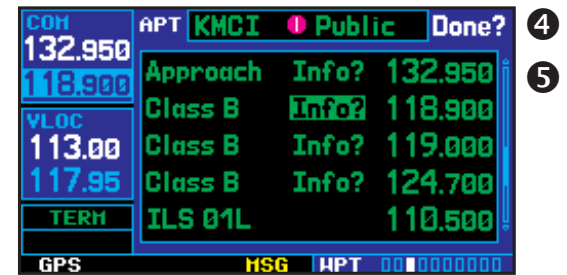 COM
132.950
118.900
VLOC
113.00
117.95
TERM
GPS
APT KMCI Public Done?
Approach Info? 132.950
Class B Info? 118.900
Class B Info? 119.000
Class B Info? 124.700
ILS 01L 110.500
MSG WPT
4
5